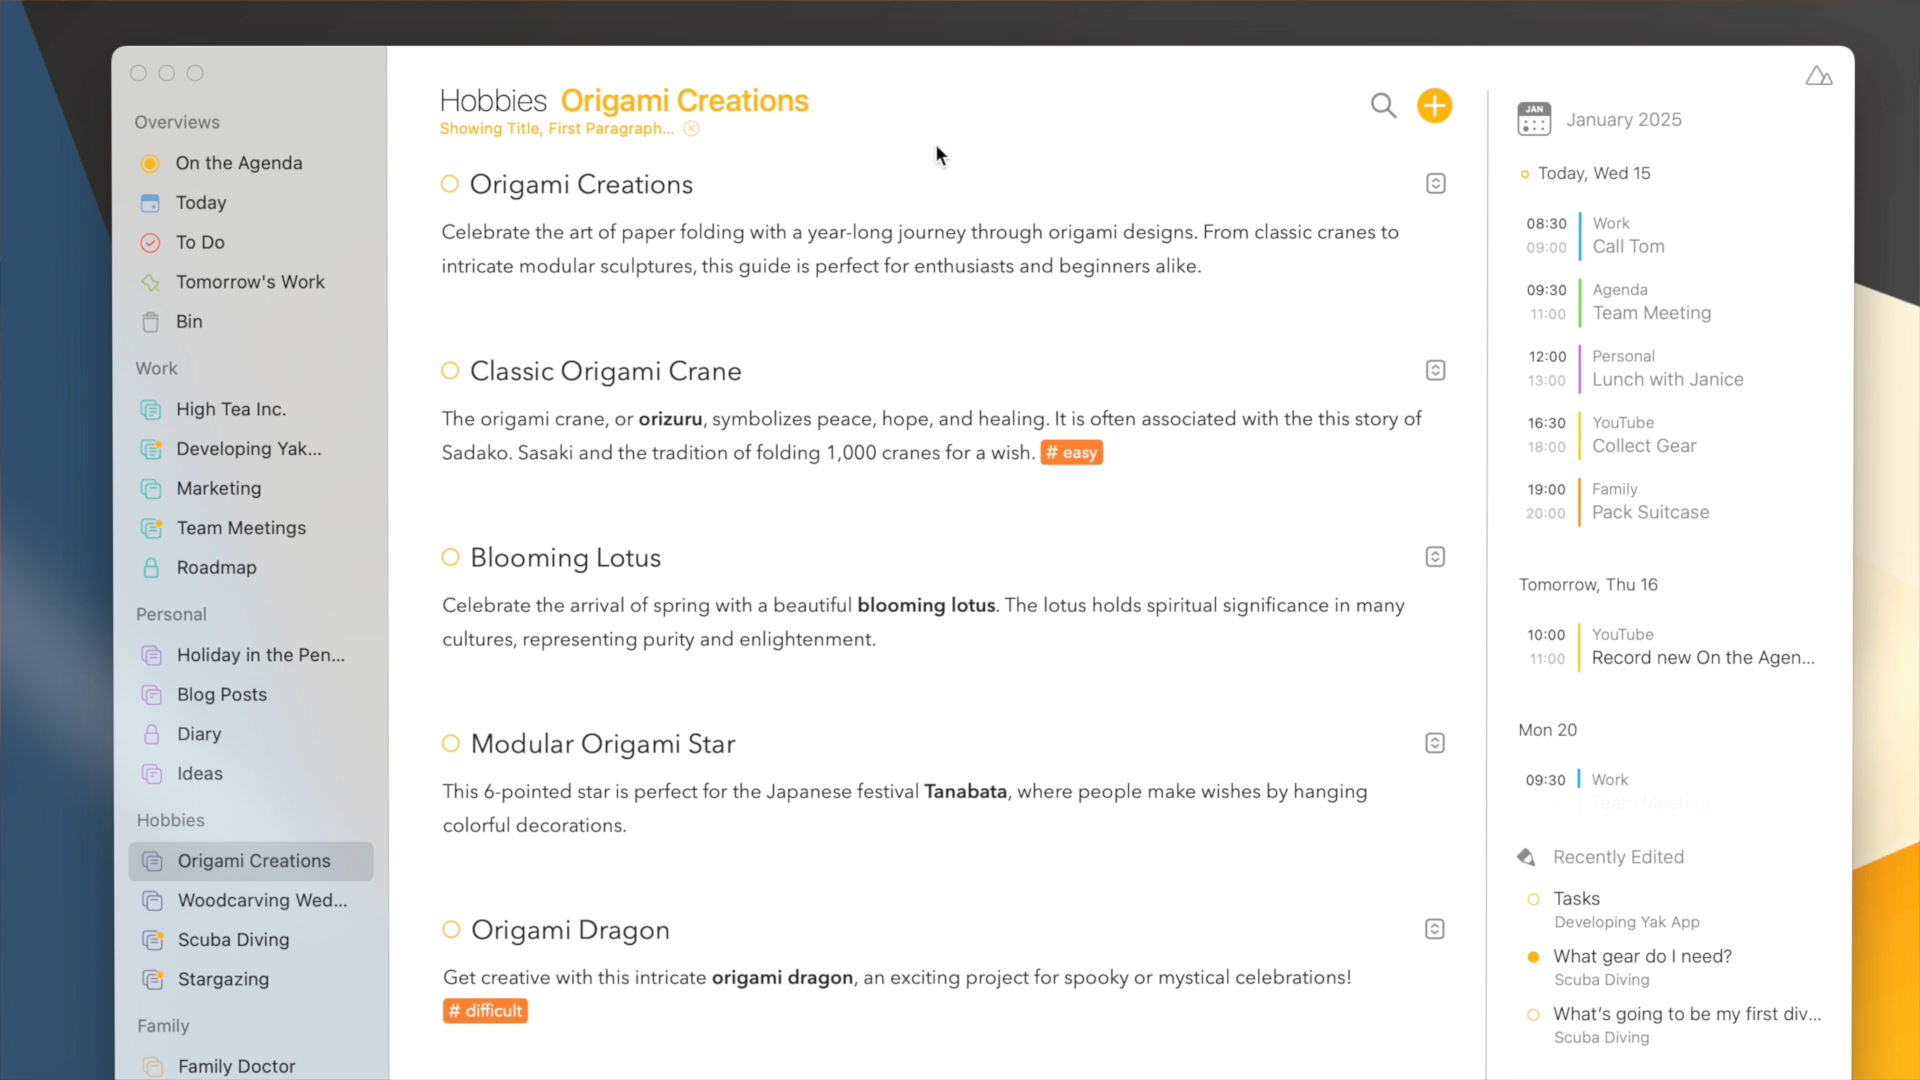 Overviews
On the Agenda
Today
To Do
Tomorrow's Work
Bin
Work
High Tea Inc.
Developing Yak...
Marketing
Team Meetings
Roadmap
Personal
Holiday in the Pen...
Blog Posts
Diary
Ideas
Hobbies
Origami Creations
Woodcarving Wed...
Scuba Diving
Stargazing
Family
Family Doctor
Hobbies Origami Creations
Showing Title, First Paragraph...
Origami Creations
Celebrate the art of paper folding with a year-long journey through origami designs. From classic cranes to
intricate modular sculptures, this guide is perfect for enthusiasts and beginners alike.
Classic Origami Crane
The origami crane, or orizuru, symbolizes peace, hope, and healing. It is often associated with the this story of
Sadako. Sasaki and the tradition of folding 1,000 cranes for a wish. # easy
Blooming Lotus
Celebrate the arrival of spring with a beautiful blooming lotus. The lotus holds spiritual significance in many
cultures, representing purity and enlightenment.
Modular Origami Star
This 6-pointed star is perfect for the Japanese festival Tanabata, where people make wishes by hanging
colorful decorations.
Origami Dragon
Get creative with this intricate origami dragon, an exciting project for spooky or mystical celebrations!
# difficult
JAN
January 2025
Today, Wed 15
08:30 Work
09:00 Call Tom
09:30 Agenda
11:00 Team Meeting
12:00 Personal
13:00 Lunch with Janice
16:30 YouTube
18:00 Collect Gear
19:00 Family
20:00 Pack Suitcase
Tomorrow, Thu 16
10:00 YouTube
11:00 Record new On the Agen...
Mon 20
09:30 Work
Team Meeting
Recently Edited
Tasks
Developing Yak App
What gear do I need?
Scuba Diving
What's going to be my first div...
Scuba Diving